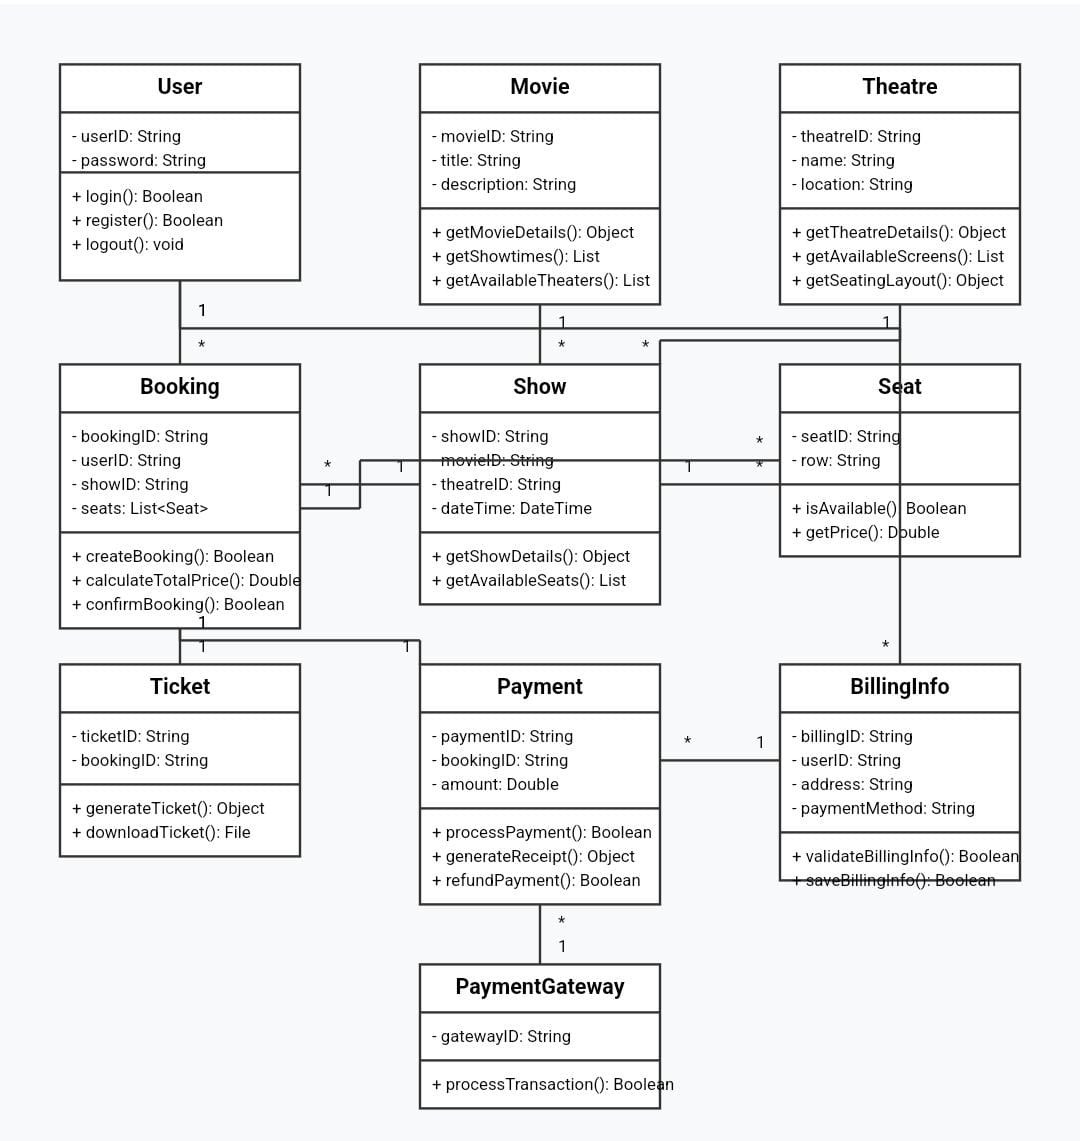 User
- userID: String
- password: String
+ login(): Boolean
+ register(): Boolean
+ logout(): void
Movie
- movieID: String
- title: String
- description: String
+ getMovieDetails(): Object
+ getShowtimes(): List
+ getAvailableTheaters(): List
Theatre
- theatreID: String
- name: String
- location: String
+ getTheatreDetails(): Object
+ getAvailableScreens(): List
+ getSeatingLayout(): Object
1
*
1
*
*
1
Booking
- bookingID: String
- userID: String
- showID: String
- seats: List<Seat>
+ createBooking(): Boolean
+ calculateTotalPrice(): Double
+ confirmBooking(): Boolean
*
1
1
Show
- showID: String
- movieID: String
- theatreID: String
- dateTime: DateTime
+ getShowDetails(): Object
+ getAvailableSeats(): List
1
*
*
Seat
- seatID: String
- row: String
+ isAvailable(): Boolean
+ getPrice(): Double
1
1
1
*
Ticket
- ticketID: String
- bookingID: String
+ generateTicket(): Object
+ downloadTicket(): File
Payment
- paymentID: String
- bookingID: String
- amount: Double
+ processPayment(): Boolean
+ generateReceipt(): Object
+ refundPayment(): Boolean
*
1
BillingInfo
- billingID: String
- userID: String
- address: String
- paymentMethod: String
+ validateBillingInfo(): Boolean
+ saveBillingInfo(): Boolean
*
1
PaymentGateway
- gatewayID: String
+ processTransaction(): Boolean